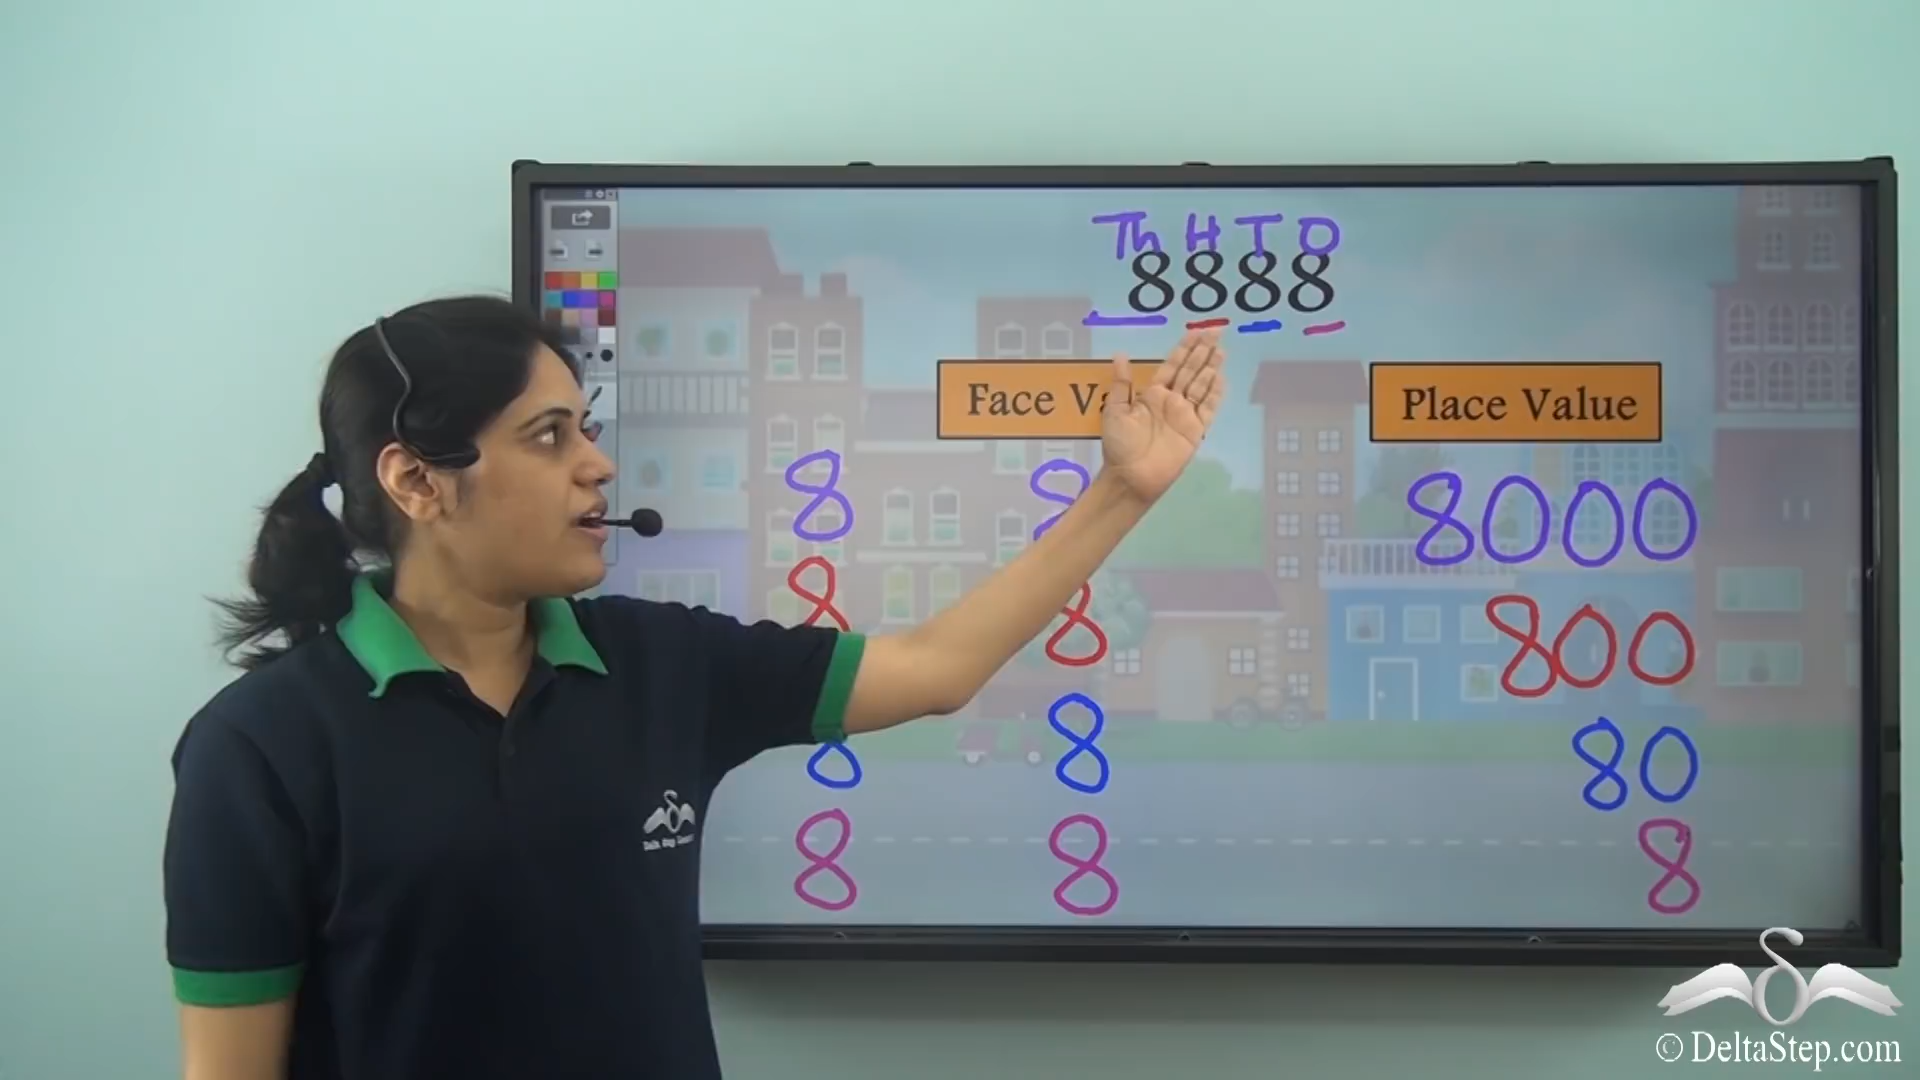 Th H T O
8888
Face Va
Place Value
8 8 8000
8 8 800
8 8 80
8 8 8
© DeltaStep.com